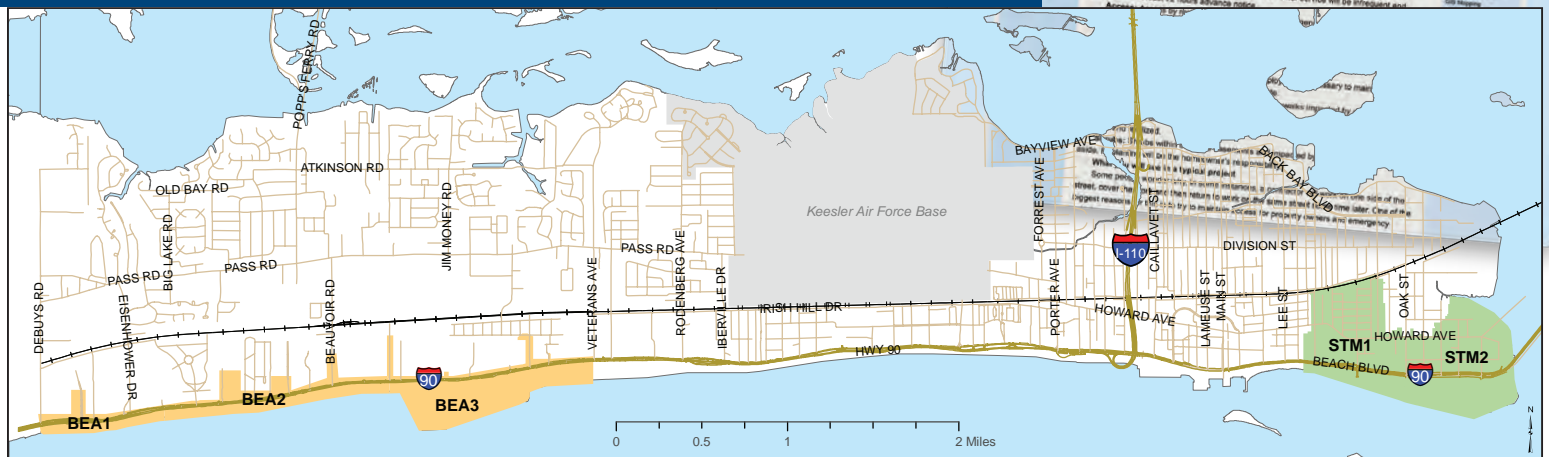 POPP'S FERRY RD
ATKINSON RD
OLD BAY RD
BIG LAKE RD
JIM MONEY RD
PASS RD
PASS RD
PASS RD
DEBUYS RD
EISENHOWER DR
BEAUVOIR RD
VETERANS AVE
RODENBERG AVE
IBERVILLE DR
Keesler Air Force Base
IRISH HILL DR
BAYVIEW AVE
FORREST AVE
PORTER AVE
I-110
CAILLAVET ST
BACK BAY BLVD
DIVISION ST
LAMEUSE ST
MAIN ST
LEE ST
OAK ST
HOWARD AVE
HOWARD AVE
HWY 90
BEACH BLVD
90
90
BEA1
BEA2
BEA3
STM1
STM2
0 0.5 1 2 Miles
N
a typical project